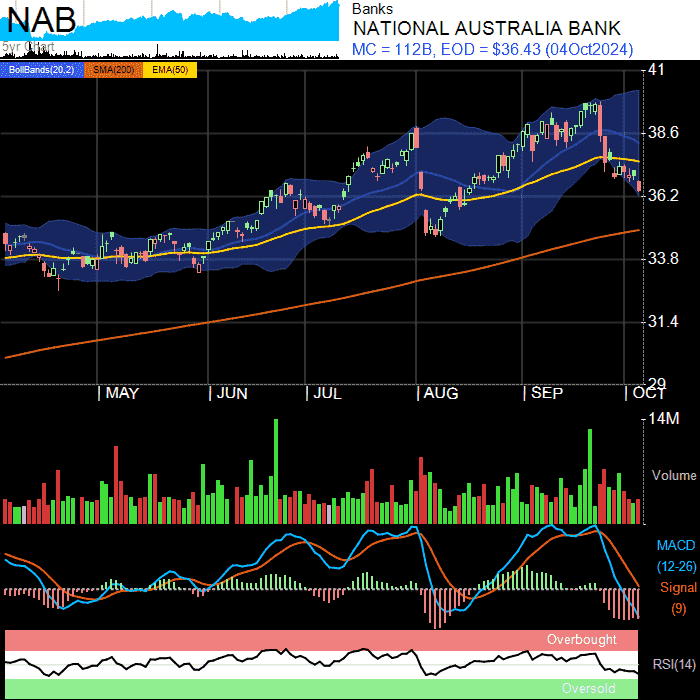 NAB
5yr Chart
Banks
NATIONAL AUSTRALIA BANK
MC = 112B, EOD = $36.43 (04Oct2024)
BollBands(20,2) SMA(200) EMA(50)
41
38.6
36.2
33.8
31.4
29
MAY JUN JUL AUG SEP OCT
14M
Volume
MACD
(12-26)
Signal
(9)
Overbought
RSI(14)
Oversold